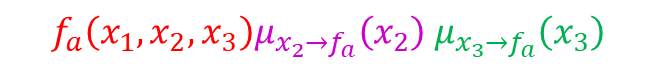 f_a(x_1, x_2, x_3)μ_{x_2→f_a}(x_2) μ_{x_3→f_a}(x_3)